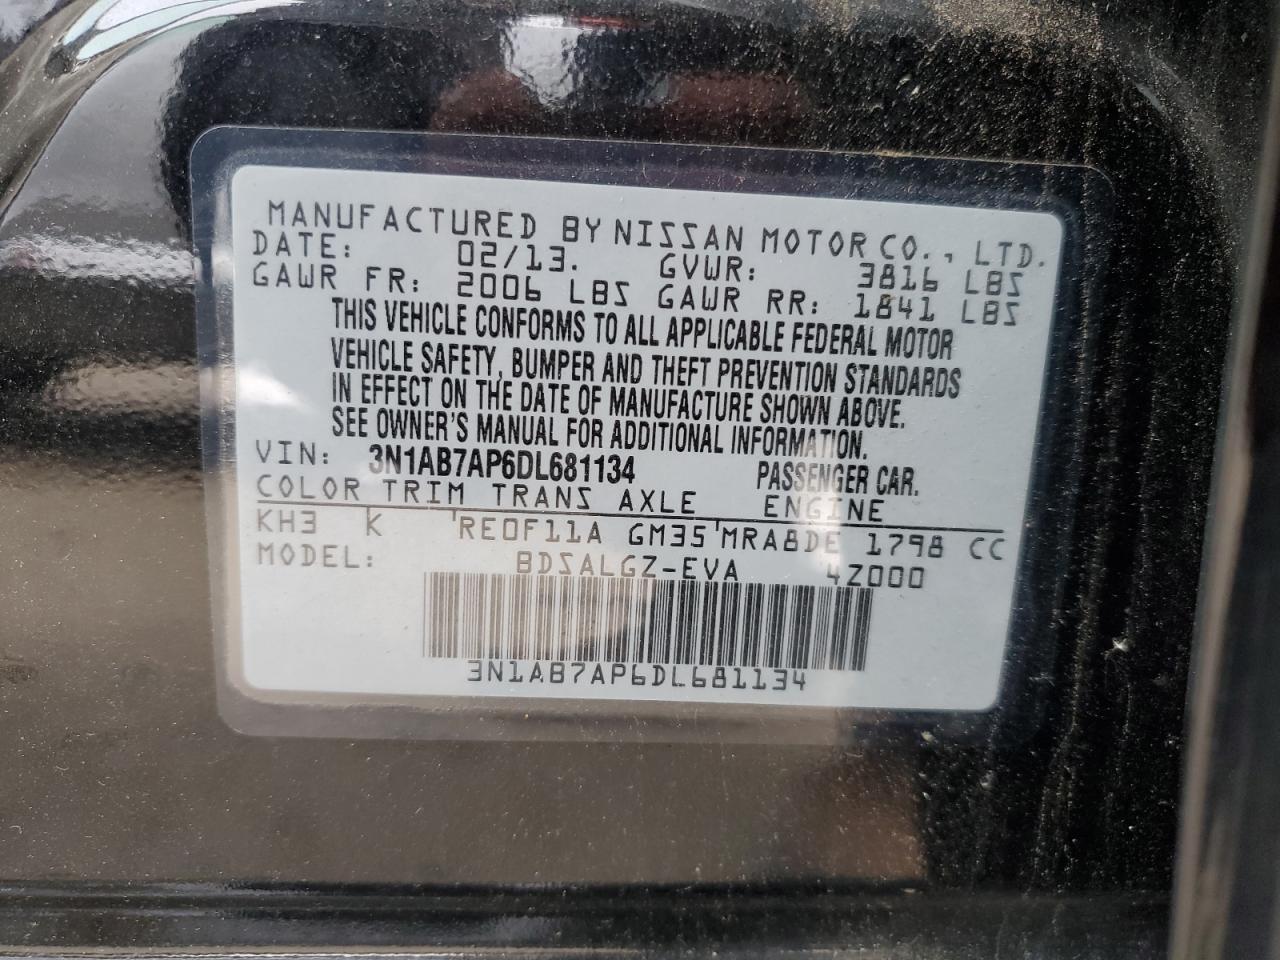 MANUFACTURED BY NISSAN MOTOR CO., LTD.
DATE: 02/13. GVWR: 3816 LBS
GAWR FR: 2006 LBS GAWR RR: 1841 LBS
THIS VEHICLE CONFORMS TO ALL APPLICABLE FEDERAL MOTOR
VEHICLE SAFETY, BUMPER AND THEFT PREVENTION STANDARDS
IN EFFECT ON THE DATE OF MANUFACTURE SHOWN ABOVE.
SEE OWNER'S MANUAL FOR ADDITIONAL INFORMATION.
VIN: 3N1AB7AP6DL681134 PASSENGER CAR.
COLOR TRIM TRANS AXLE ENGINE
KH3 K RE0F11A GM35 MRA8DE 1798 CC
MODEL: BDSALGZ-EVA 4Z000
3N1AB7AP6DL681134